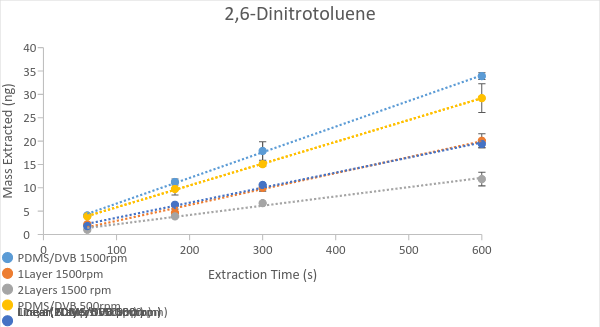 2,6-Dinitrotoluene
Mass Extracted (ng)
40
35
30
25
20
15
10
5
0
0 100 200 300 400 500 600
Extraction Time (s)
PDMS/DVB 1500rpm
1Layer 1500rpm
2Layers 1500 rpm
PDMS/DVB 500rpm